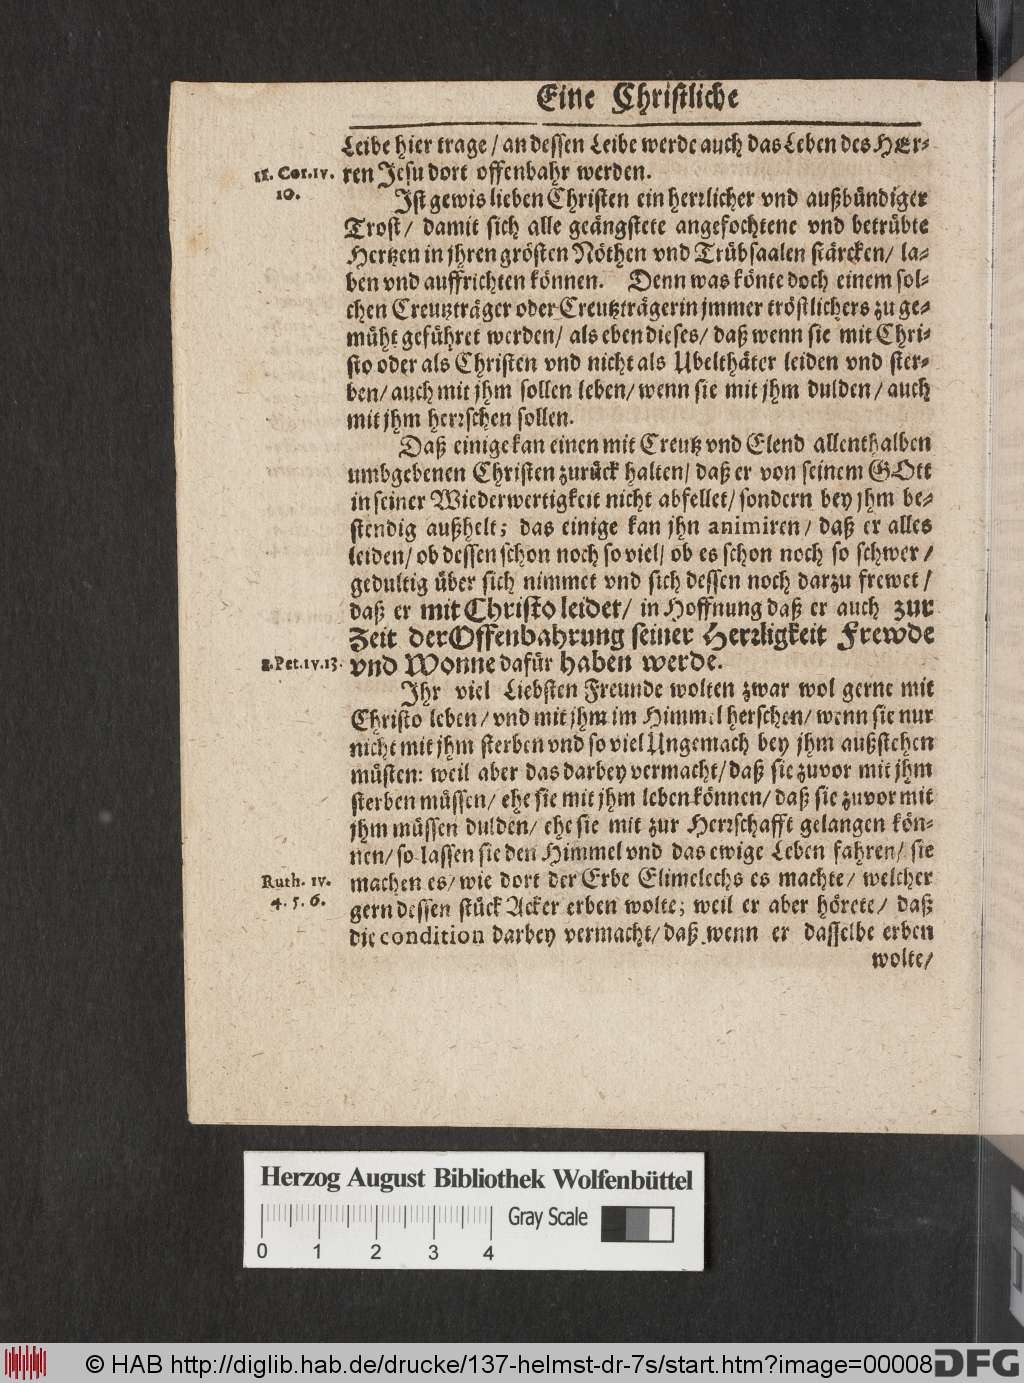 Eine Christliche
Leibe hier trage / an dessen Leibe werde auch das Leben des HEr-
ren Jesu dort offenbahr werden.
II. Cor. IV.
10.
Ist gewis lieben Christen ein herrlicher vnd außbündiger
Trost / damit sich alle geängstete angefochtene vnd betrübte
Hertzen in jhren grösten Nöthen vnd Trübsaalen stärcken / la-
ben vnd auffrichten können. Denn was könte doch einem sol-
chen Creutzträger oder Creutzträgerin jmmer tröstlichers zu ge-
müht geführet werden / als eben dieses / daß wenn sie mit Chri-
sto oder als Christen vnd nicht als Ubelthäter leiden vnd ster-
ben / auch mit jhm sollen leben / wenn sie mit jhm dulden / auch
mit jhm herrschen sollen.
Daß einige kan einen mit Creutz vnd Elend allenthalben
umbgebenen Christen zurück halten / daß er von seinem GOtt
in seiner Wiederwertigkeit nicht abfellet / sondern bey jhm be-
stendig außhelt; das einige kan jhn animiren / daß er alles
leiden / ob dessen schon noch so viel / ob es schon noch so schwer /
gedultig über sich nimmet vnd sich dessen noch darzu frewet /
daß er mit Christo leidet / in Hoffnung daß er auch zur
Zeit der Offenbahrung seiner Herrligkeit Frewde
I. Pet. IV. 13.
vnd Wonne dafür haben werde.
Ihr viel Liebsten Freunde wolten zwar wol gerne mit
Christo leben / vnd mit jhm im Himmel herschen / wenn sie nur
nicht mit jhm sterben vnd so viel Ungemach bey jhm außstehen
müsten: weil aber das darbey vermacht / daß sie zuvor mit jhm
sterben müssen / ehe sie mit jhm leben können / daß sie zuvor mit
jhm müssen dulden / ehe sie mit zur Herrschafft gelangen kön-
nen / so lassen sie den Himmel vnd das ewige Leben fahren / sie
Ruth. IV.
4. 5. 6.
machen es / wie dort der Erbe Elimelechs es machte / welcher
gern dessen stück Acker erben wolte; weil er aber hörete / daß
die condition darbey vermacht / daß wenn er dasselbe erben
wolte /
Herzog August Bibliothek Wolfenbüttel
Gray Scale
0 1 2 3 4
© HAB http://diglib.hab.de/drucke/137-helmst-dr-7s/start.htm?image=00008
DFG